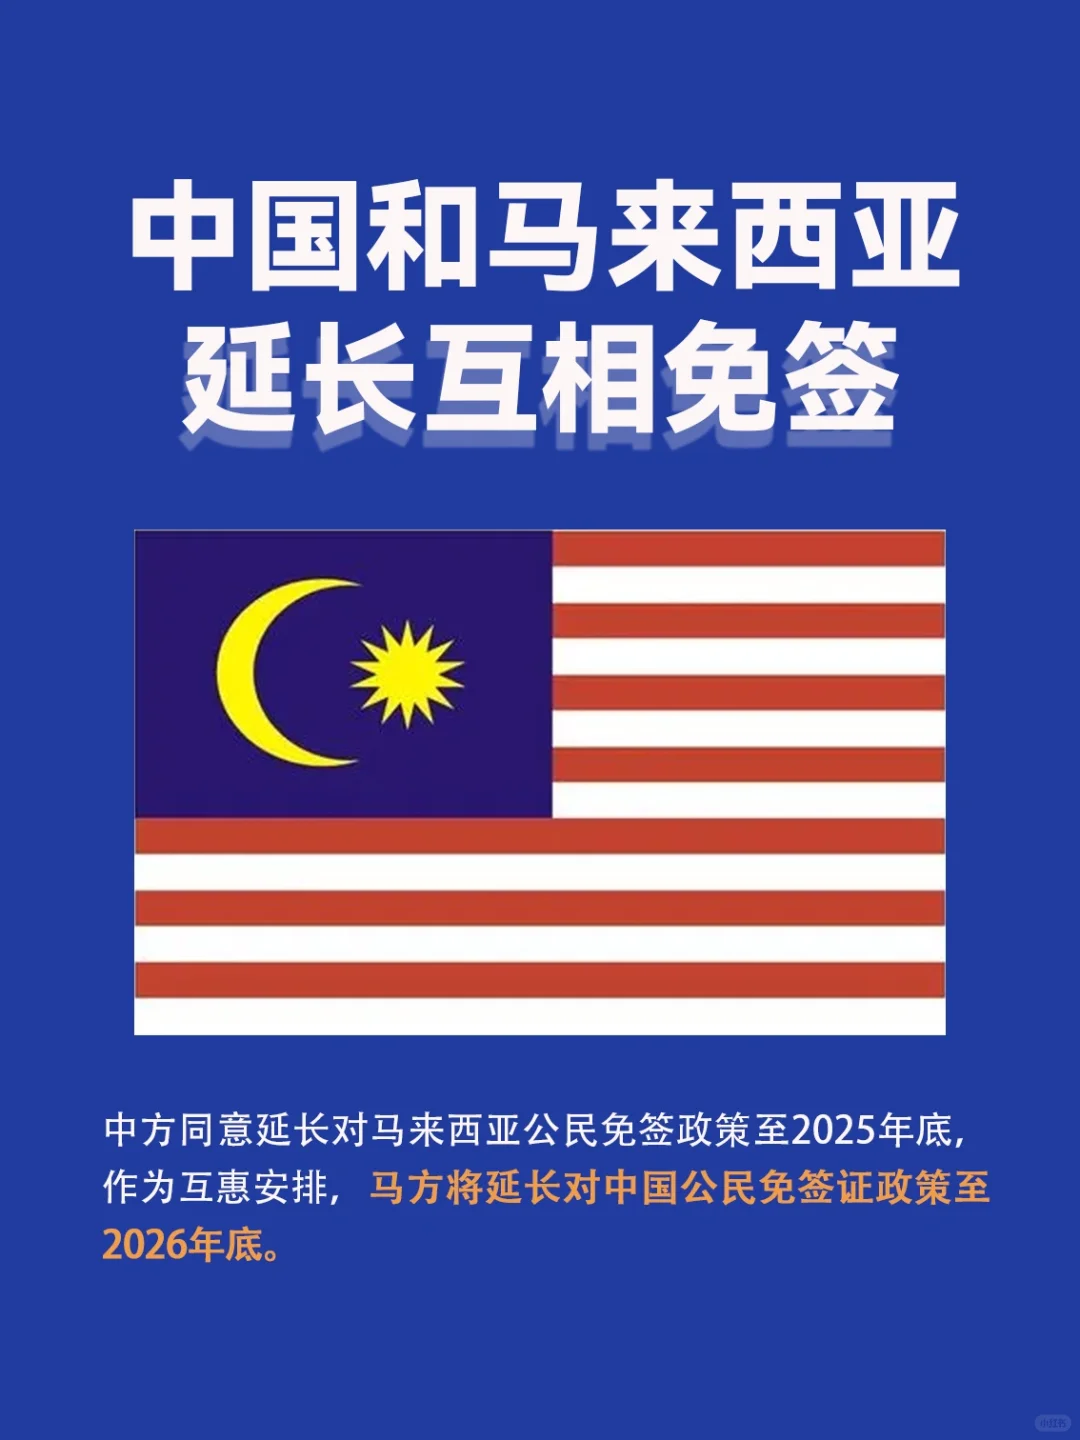 中国和马来西亚
延长互相免签
中方同意延长对马来西亚公民免签政策至2025年底，
作为互惠安排，马方将延长对中国公民免签证政策至
2026年底。
小红书